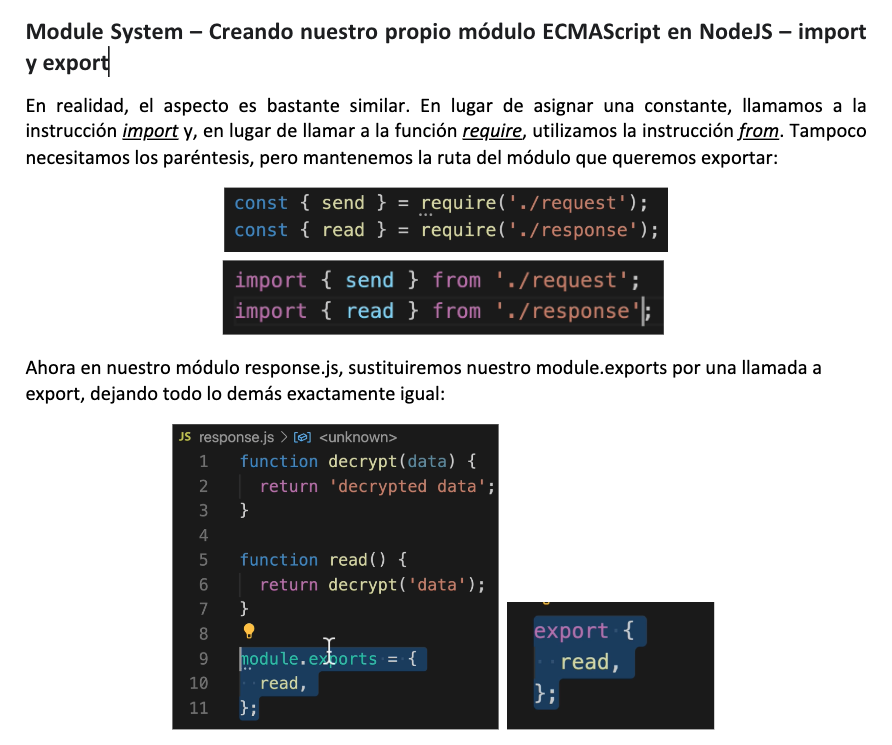 Module System – Creando nuestro propio módulo ECMAScript en NodeJS – import
y export
En realidad, el aspecto es bastante similar. En lugar de asignar una constante, llamamos a la
instrucción import y, en lugar de llamar a la función require, utilizamos la instrucción from. Tampoco
necesitamos los paréntesis, pero mantenemos la ruta del módulo que queremos exportar:
const { send } = require('./request');
const { read } = require('./response');
import { send } from './request';
import { read } from './response';
Ahora en nuestro módulo response.js, sustituiremos nuestro module.exports por una llamada a
export, dejando todo lo demás exactamente igual:
JS response.js > <unknown>
1 function decrypt(data) {
2 return 'decrypted data';
3 }
4
5 function read() {
6 return decrypt('data');
7 }
8
9 module.exports = {
10 read,
11 };
export {
read,
};